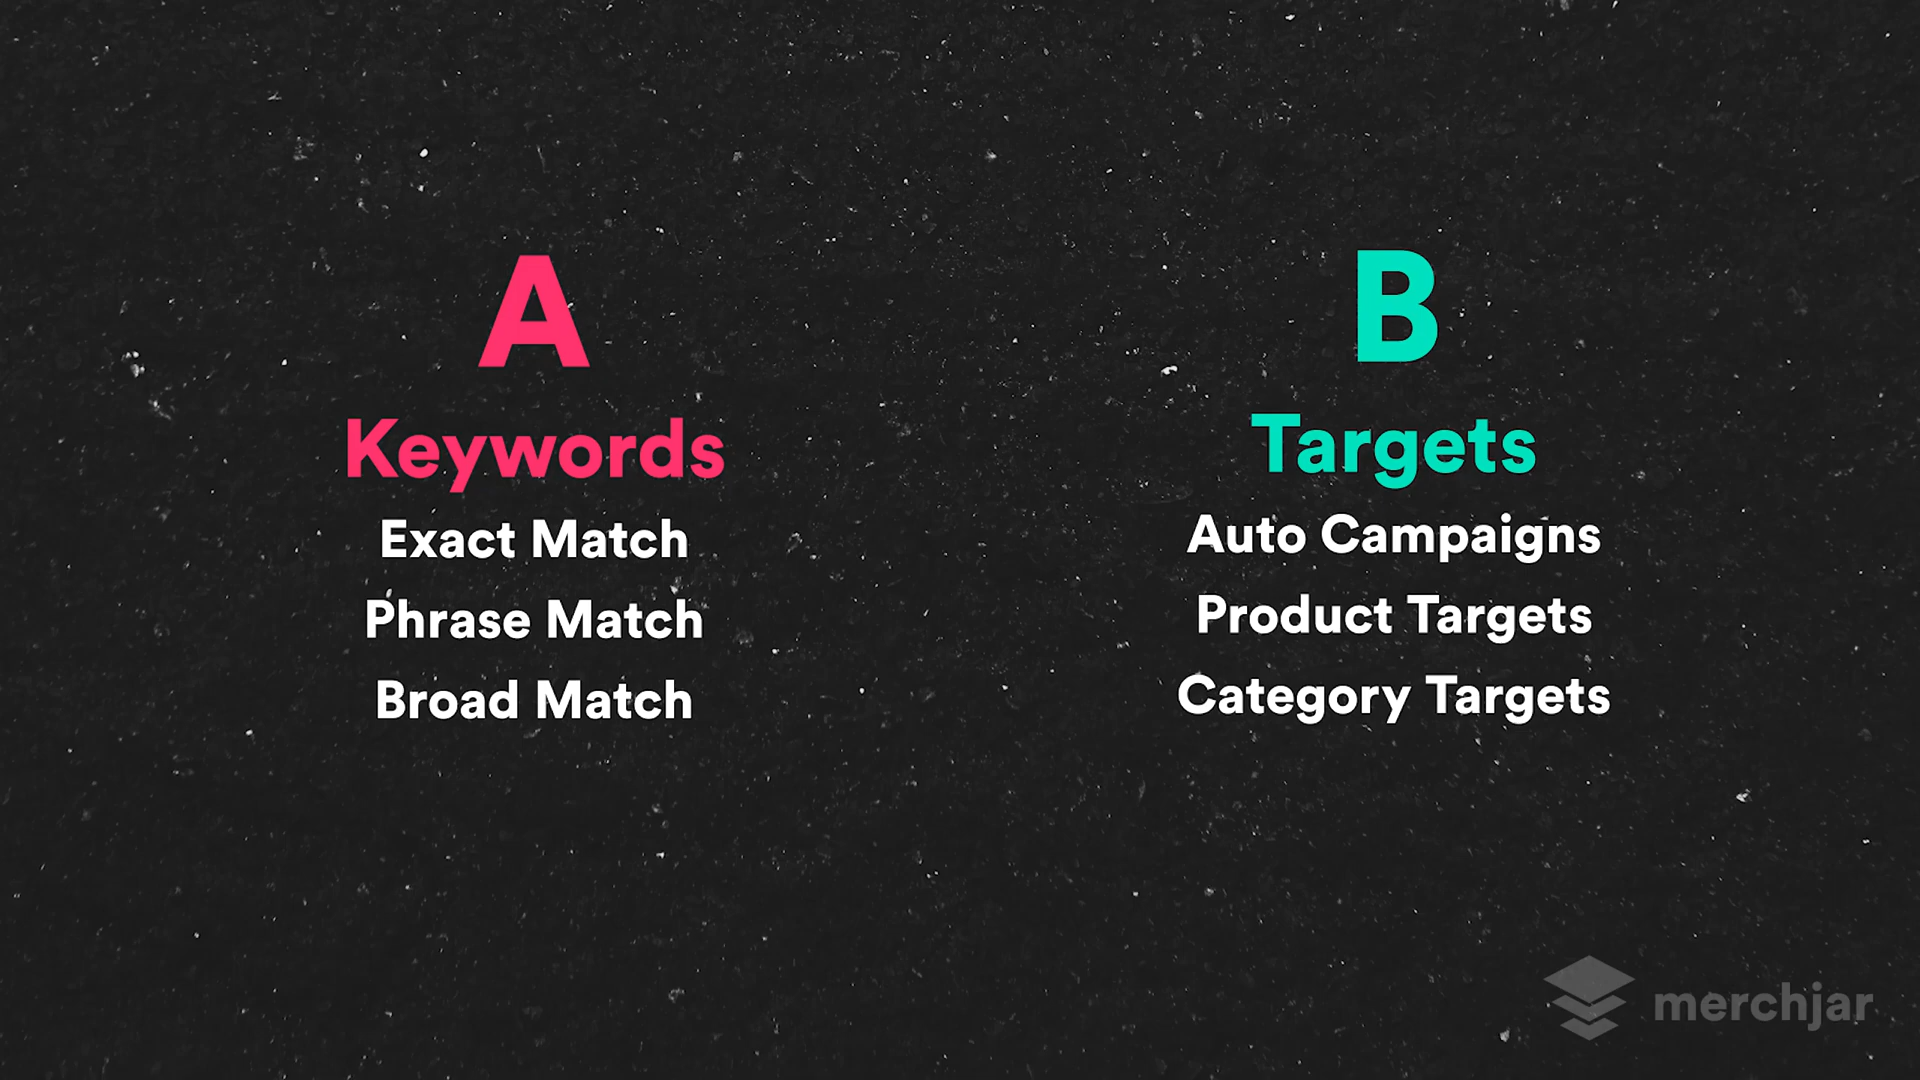 A
Keywords
Exact Match
Phrase Match
Broad Match
B
Targets
Auto Campaigns
Product Targets
Category Targets
merchjar